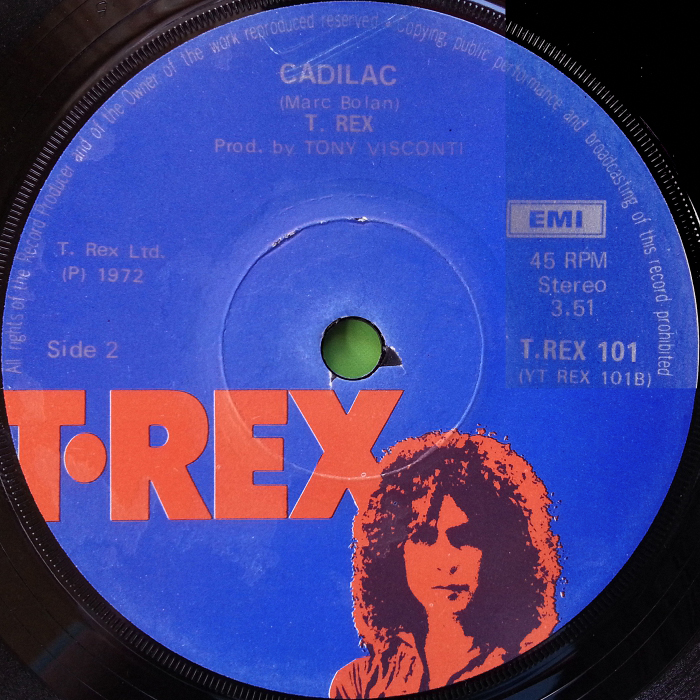 All rights of the Record Producer and of the Owner of the work reproduced reserved - Copying, public performance and broadcasting of this record prohibited
CADILAC
(Marc Bolan)
T. REX
Prod. by TONY VISCONTI
EMI
T. Rex Ltd.
(P) 1972
45 RPM
Stereo
3.51
Side 2
T.REX 101
(YT REX 101B)
T·REX